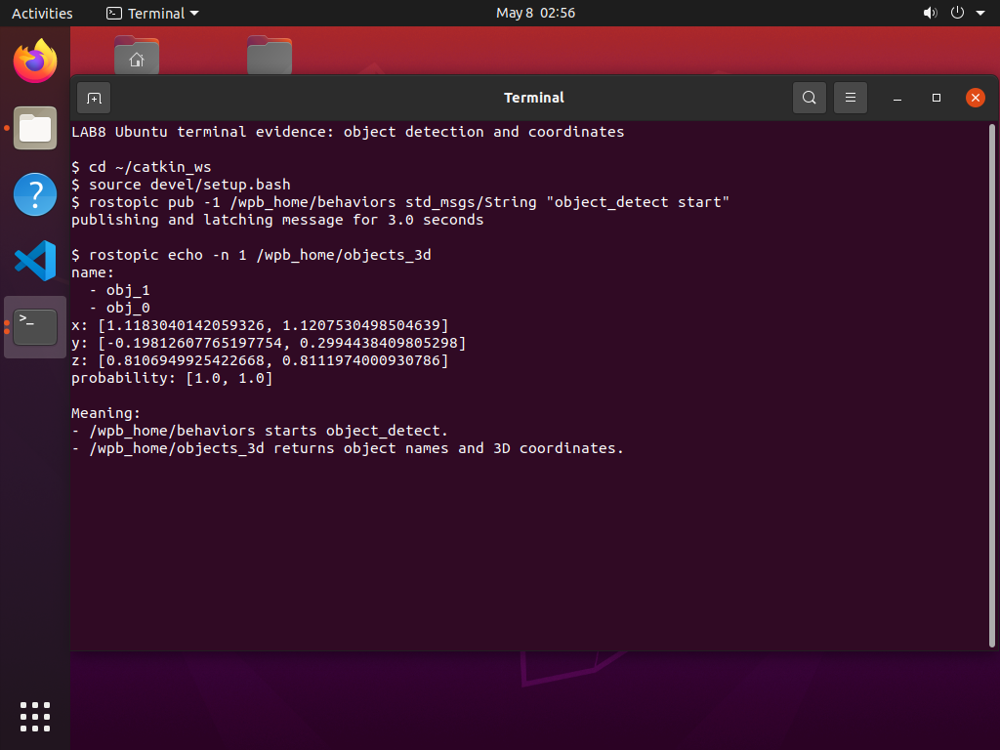 Activities
Terminal
May 8 02:56
Terminal
LAB8 Ubuntu terminal evidence: object detection and coordinates
$ cd ~/catkin_ws
$ source devel/setup.bash
$ rostopic pub -1 /wpb_home/behaviors std_msgs/String "object_detect start"
publishing and latching message for 3.0 seconds
$ rostopic echo -n 1 /wpb_home/objects_3d
name:
  - obj_1
  - obj_0
x: [1.1183040142059326, 1.1207530498504639]
y: [-0.19812607765197754, 0.2994438409805298]
z: [0.8106949925422668, 0.8111974000930786]
probability: [1.0, 1.0]
Meaning:
- /wpb_home/behaviors starts object_detect.
- /wpb_home/objects_3d returns object names and 3D coordinates.